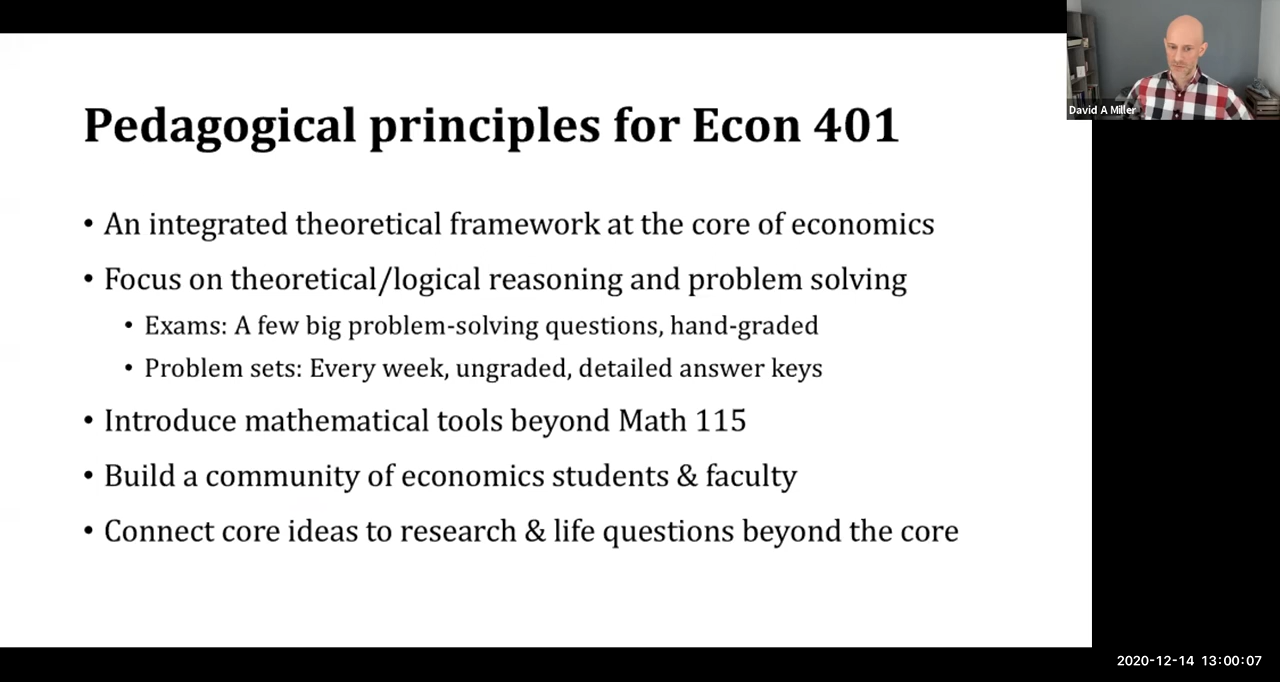 Pedagogical principles for Econ 401
• An integrated theoretical framework at the core of economics
• Focus on theoretical/logical reasoning and problem solving
• Exams: A few big problem-solving questions, hand-graded
• Problem sets: Every week, ungraded, detailed answer keys
• Introduce mathematical tools beyond Math 115
• Build a community of economics students & faculty
• Connect core ideas to research & life questions beyond the core
David A Miller
2020-12-14 13:00:07